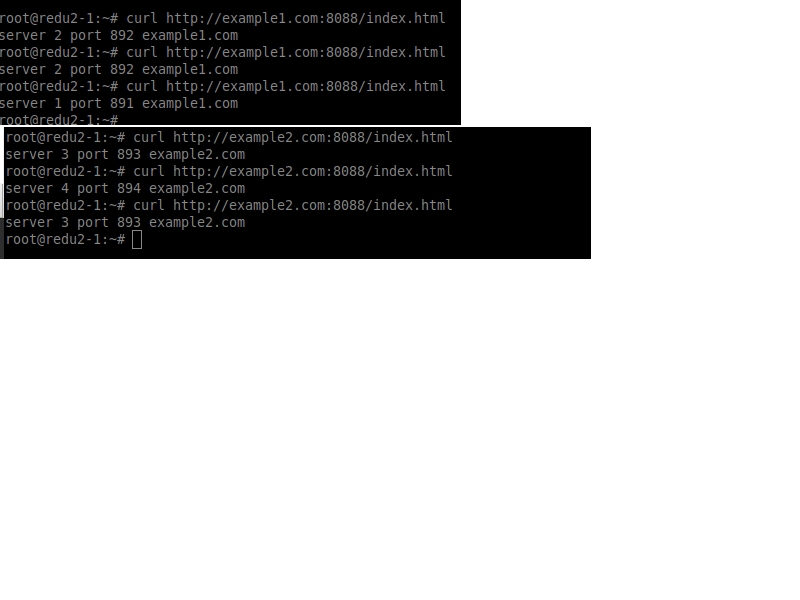 root@redu2-1:~# curl http://example1.com:8088/index.html
server 2 port 892 example1.com
root@redu2-1:~# curl http://example1.com:8088/index.html
server 2 port 892 example1.com
root@redu2-1:~# curl http://example1.com:8088/index.html
server 1 port 891 example1.com
root@redu2-1:~#
root@redu2-1:~# curl http://example2.com:8088/index.html
server 3 port 893 example2.com
root@redu2-1:~# curl http://example2.com:8088/index.html
server 4 port 894 example2.com
root@redu2-1:~# curl http://example2.com:8088/index.html
server 3 port 893 example2.com
root@redu2-1:~#